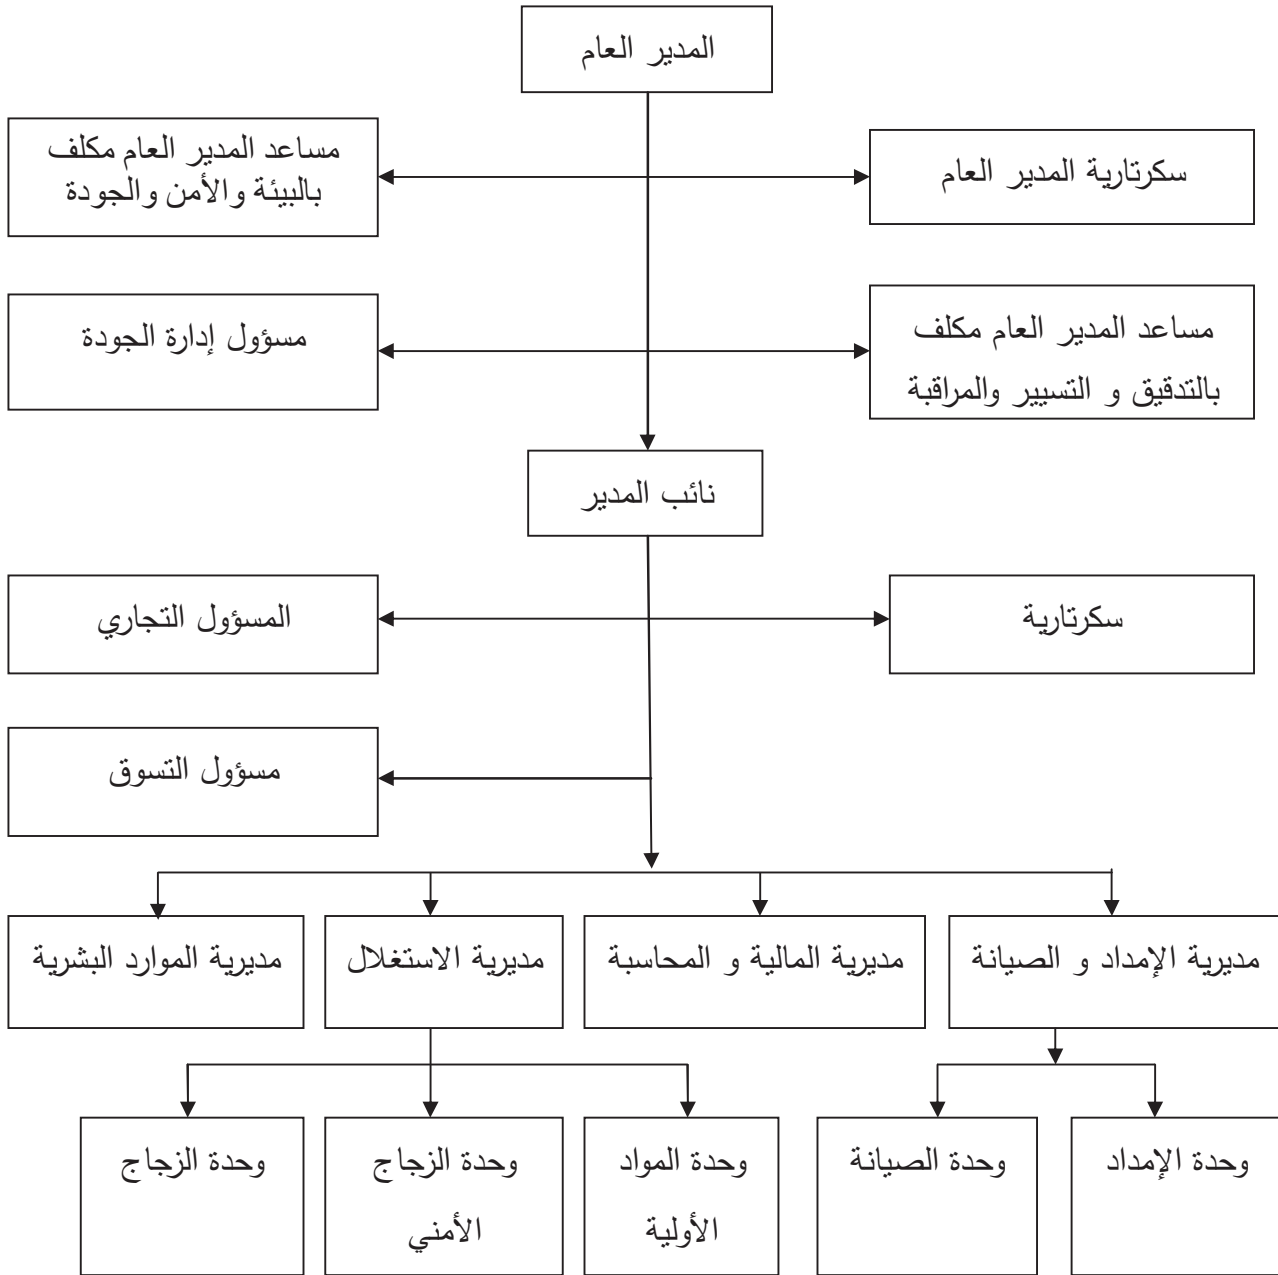 المدير العام
سكرتارية المدير العام
مساعد المدير العام مكلف
بالبيئة والأمن والجودة
مساعد المدير العام مكلف
بالتدقيق و التسيير والمراقبة
مسؤول إدارة الجودة
نائب المدير
سكرتارية
المسؤول التجاري
مسؤول التسوق
مديرية الإمداد و الصيانة
مديرية المالية و المحاسبة
مديرية الاستغلال
مديرية الموارد البشرية
وحدة الإمداد
وحدة الصيانة
وحدة المواد
الأولية
وحدة الزجاج
الأمني
وحدة الزجاج